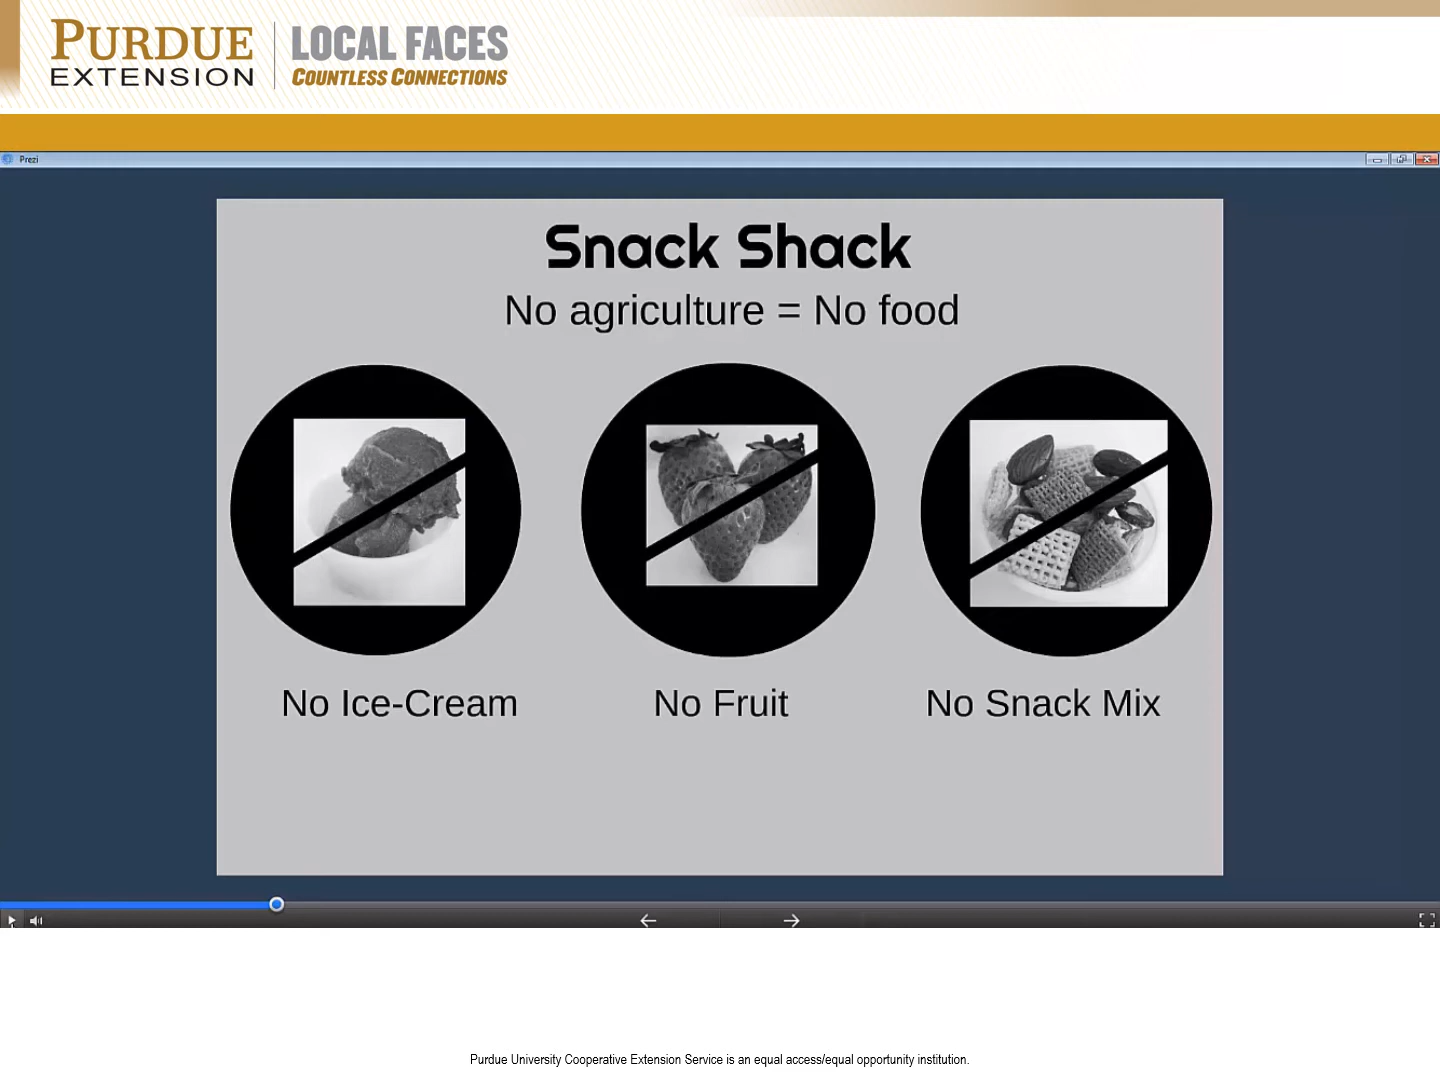 PURDUE
EXTENSION
LOCAL FACES
COUNTLESS CONNECTIONS
Prezi
Snack Shack
No agriculture = No food
No Ice-Cream
No Fruit
No Snack Mix
Purdue University Cooperative Extension Service is an equal access/equal opportunity institution.